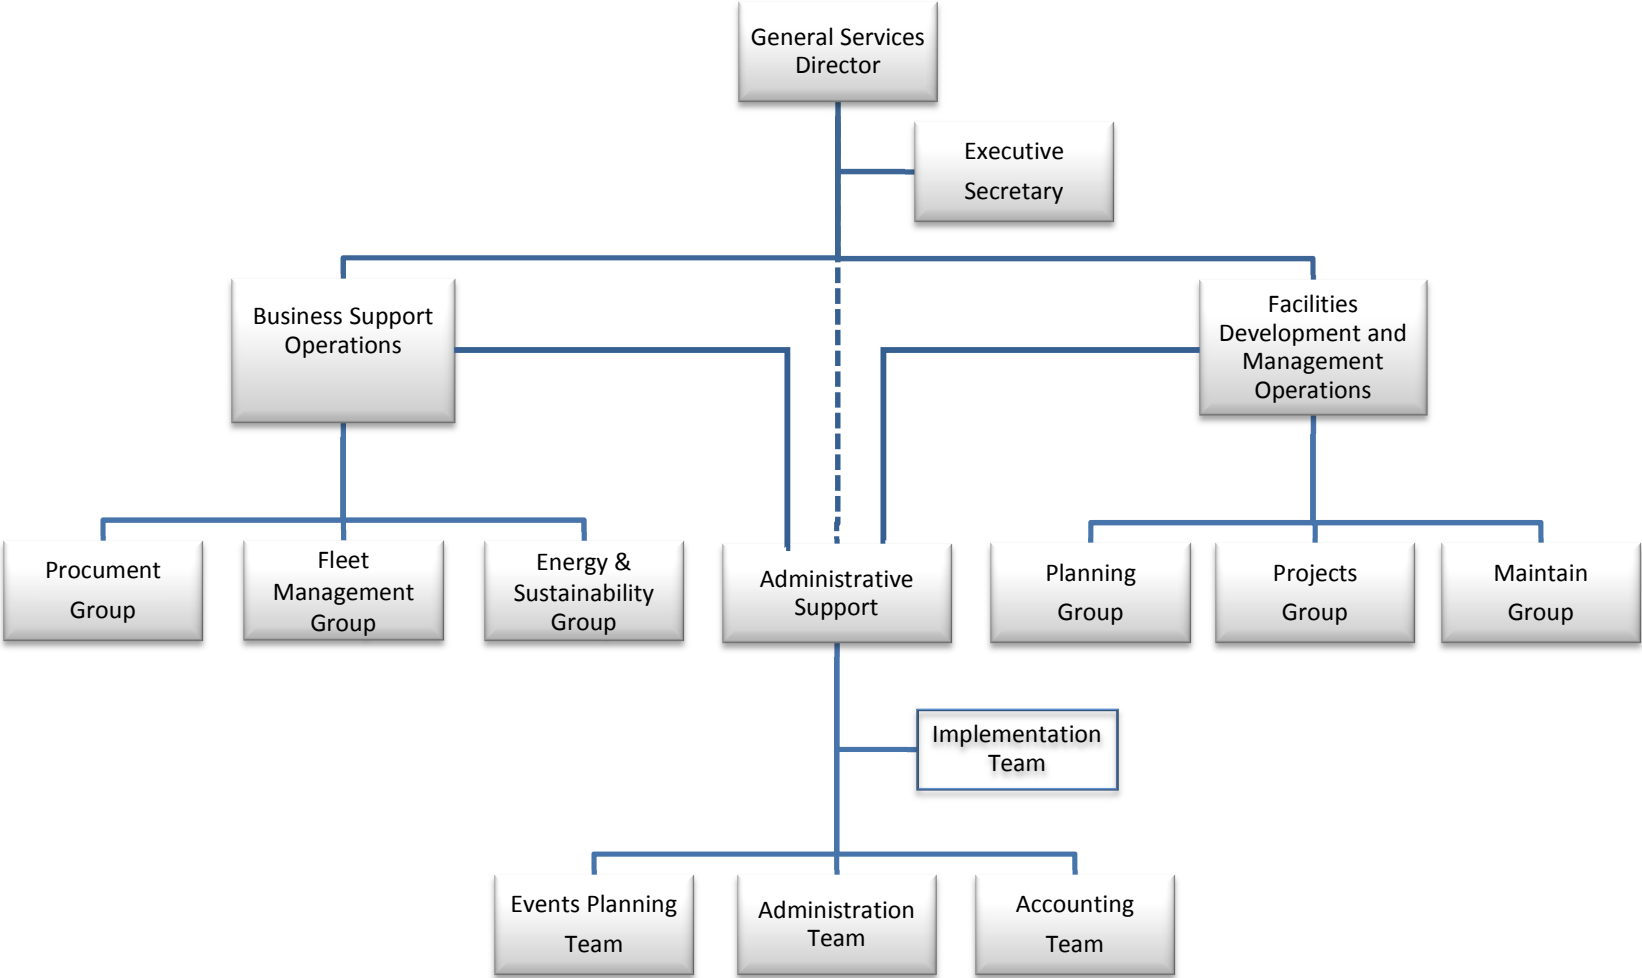 General Services
Director
Executive
Secretary
Business Support
Operations
Facilities
Development and
Management
Operations
Procument
Group
Fleet
Management
Group
Energy &
Sustainability
Group
Administrative
Support
Planning
Group
Projects
Group
Maintain
Group
Implementation
Team
Events Planning
Team
Administration
Team
Accounting
Team